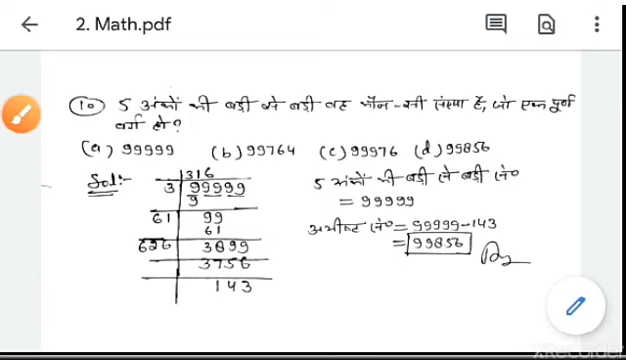 2. Math.pdf
10 5 अंकों की बड़ी से बड़ी वह कौन-सी संख्या है, जो एक पूर्ण
वर्ग हो?
(a) 99999 (b) 99764 (c) 99976 (d) 99856
Sol:-
316
3 99999
9
61 99
61
626 3899
3756
143
5 अंकों की बड़ी से बड़ी सं०
= 99999
अभीष्ट सं० = 99999-143
= 99856
XRecorder